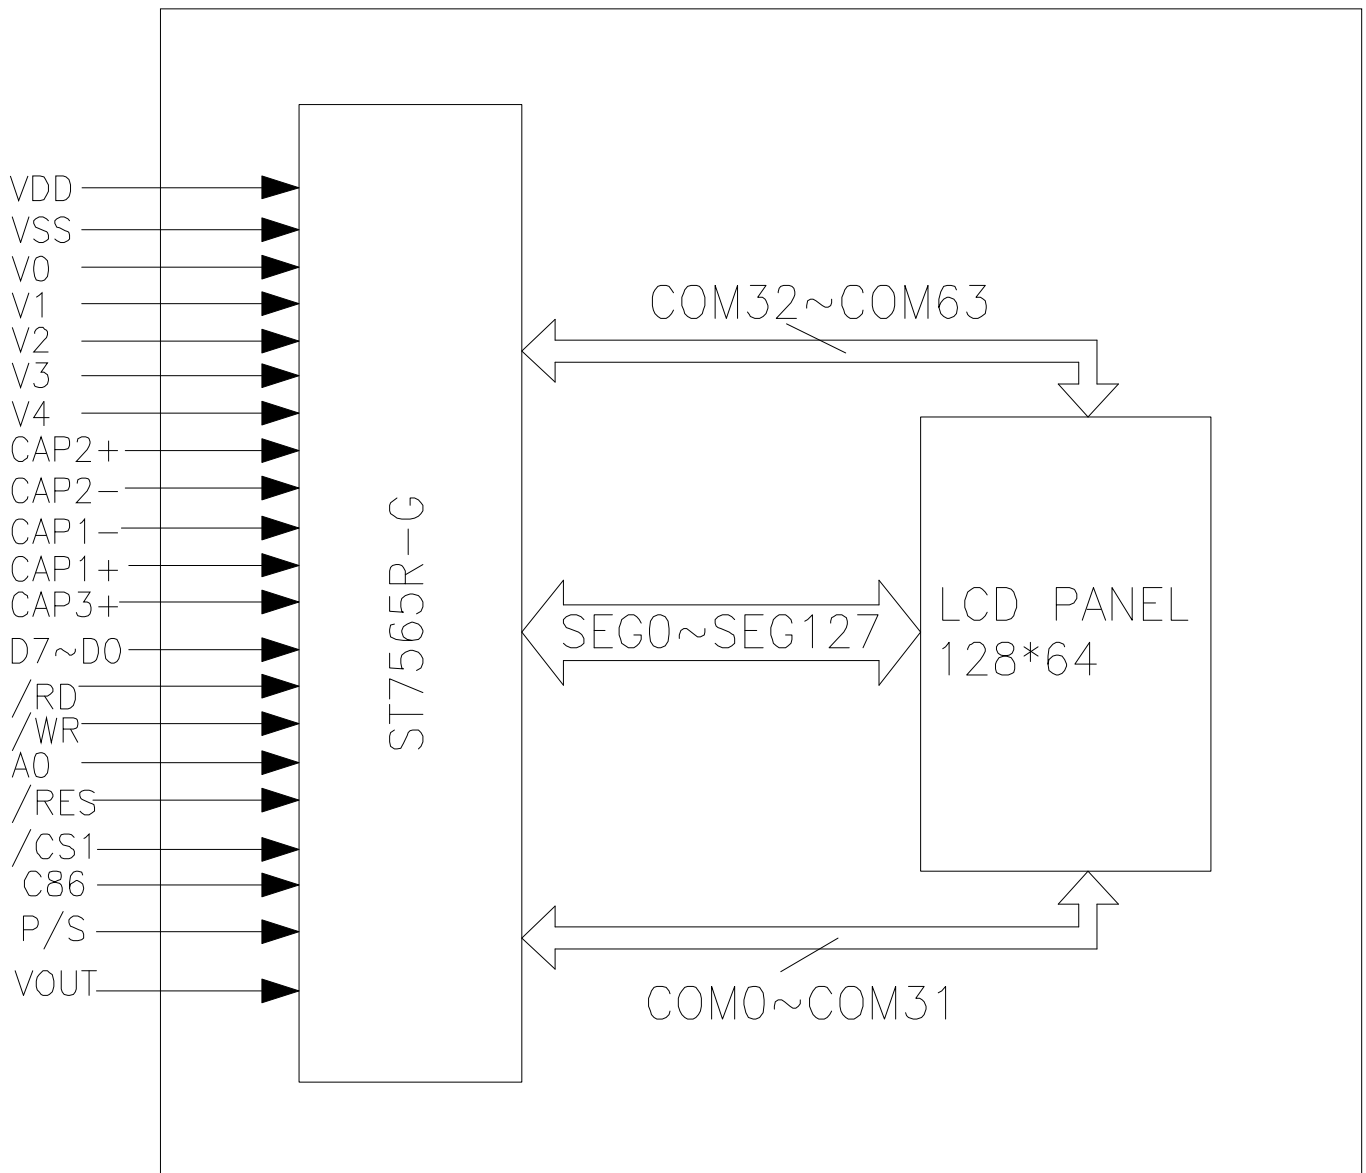 VDD
VSS
V0
V1
V2
V3
V4
CAP2+
CAP2-
CAP1-
CAP1+
CAP3+
D7~D0
/RD
/WR
A0
/RES
/CS1
C86
P/S
VOUT
ST7565R-G
COM32~COM63
SEG0~SEG127
COM0~COM31
LCD PANEL
128*64